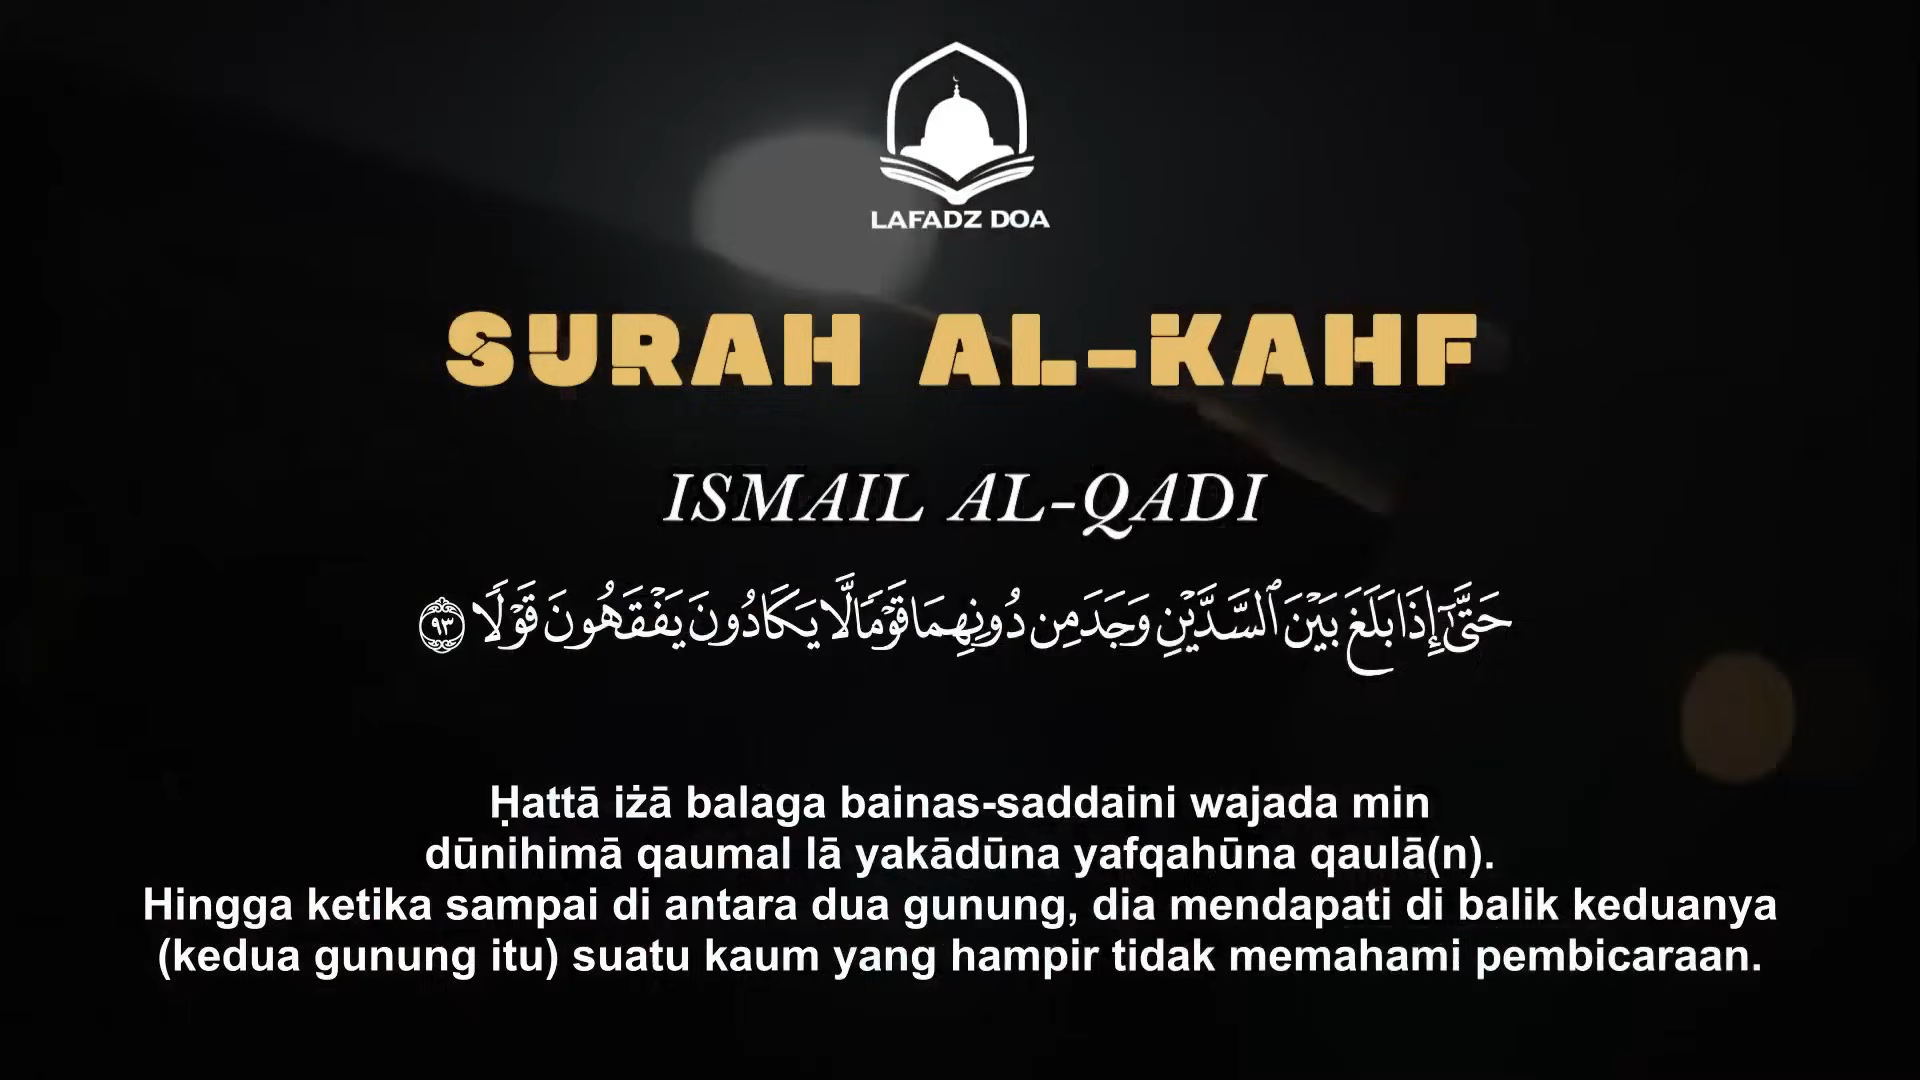 LAFADZ DOA
SURAH AL-KAHF
ISMAIL AL-QADI
حَتَّىٰٓ إِذَا بَلَغَ بَيْنَ ٱلسَّدَّيْنِ وَجَدَ مِن دُونِهِمَا قَوْمًا لَّا يَكَادُونَ يَفْقَهُونَ قَوْلًا ٩٣
Ḥattā iżā balaga bainas-saddaini wajada min
dūnihimā qaumal lā yakādūna yafqahūna qaulā(n).
Hingga ketika sampai di antara dua gunung, dia mendapati di balik keduanya
(kedua gunung itu) suatu kaum yang hampir tidak memahami pembicaraan.